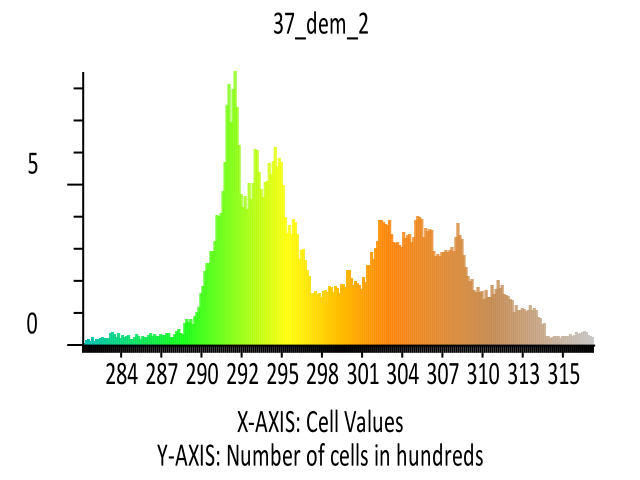 37_dem_2
5
0
284 287 290 292 295 298 301 304 307 310 313 315
X-AXIS: Cell Values
Y-AXIS: Number of cells in hundreds